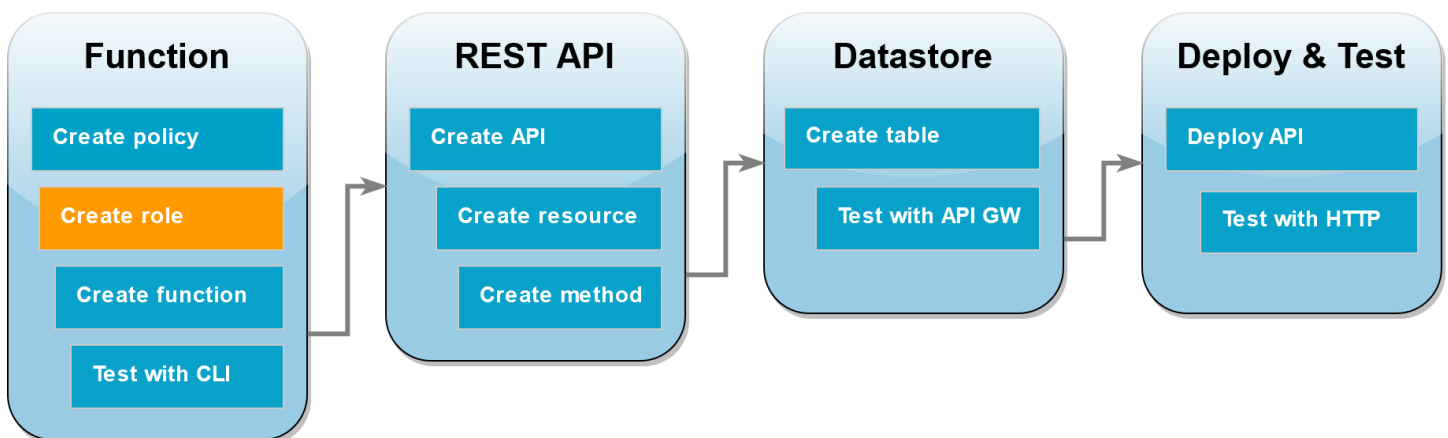 Function
Create policy
Create role
Create function
Test with CLI
REST API
Create API
Create resource
Create method
Datastore
Create table
Test with API GW
Deploy & Test
Deploy API
Test with HTTP